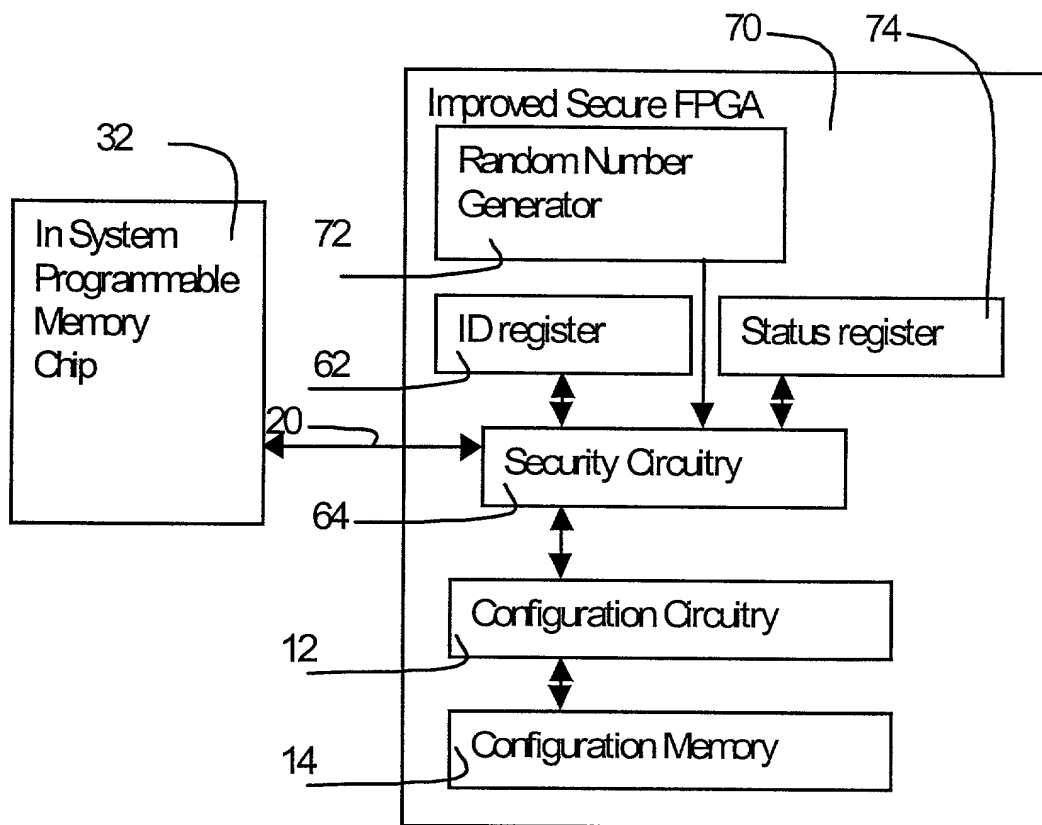 70
74
Improved Secure FPGA
32
Random Number
Generator
In System
Programmable
Memory
Chip
72
ID register
Status register
62
20
Security Circuitry
64
Configuration Circuitry
12
Configuration Memory
14